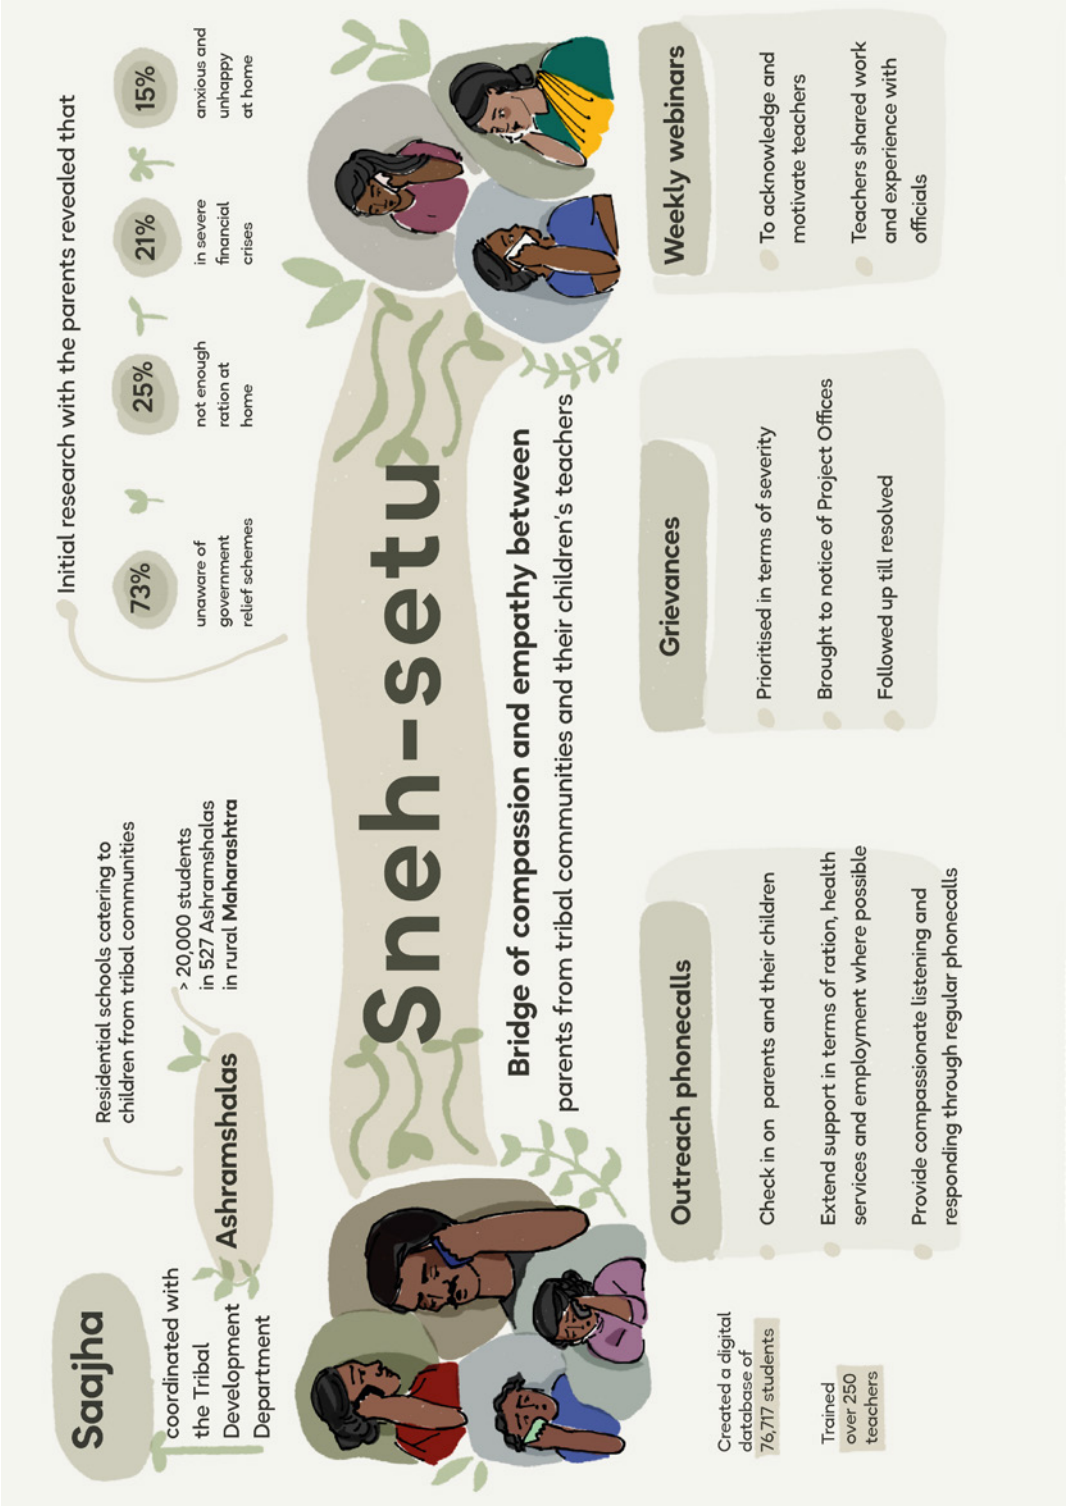 Saajha
coordinated with
the Tribal
Development
Department
Ashramshalas
Residential schools catering to
children from tribal communities
> 20,000 students
in 527 Ashramshalas
in rural Maharashtra
Initial research with the parents revealed that
73%
unaware of
government
relief schemes
25%
not enough
ration at
home
21%
in severe
financial
crises
15%
anxious and
unhappy
at home
Sneh-setu
Bridge of compassion and empathy between
parents from tribal communities and their children's teachers
Created a digital
database of
76,717 students
Trained
over 250
teachers
Outreach phonecalls
Check in on parents and their children
Extend support in terms of ration, health
services and employment where possible
Provide compassionate listening and
responding through regular phonecalls
Grievances
Prioritised in terms of severity
Brought to notice of Project Offices
Followed up till resolved
Weekly webinars
To acknowledge and
motivate teachers
Teachers shared work
and experience with
officials